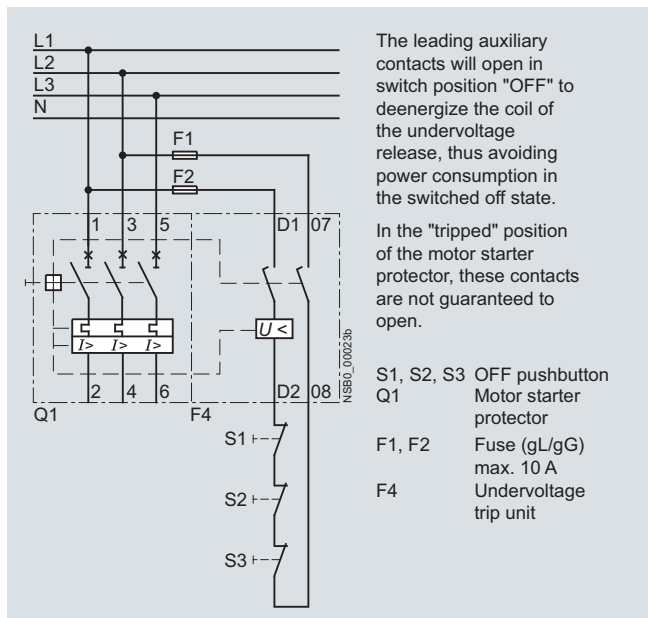 L1
L2
L3
N
F1
F2
1 3 5 D1 07
I> I> I>
U <
2 4 6 D2 08
Q1 F4
S1
S2
S3
NSB0_00023b
The leading auxiliary
contacts will open in
switch position "OFF" to
deenergize the coil of
the undervoltage
release, thus avoiding
power consumption in
the switched off state.
In the "tripped" position
of the motor starter
protector, these contacts
are not guaranteed to
open.
S1, S2, S3 OFF pushbutton
Q1 Motor starter
protector
F1, F2 Fuse (gL/gG)
max. 10 A
F4 Undervoltage
trip unit